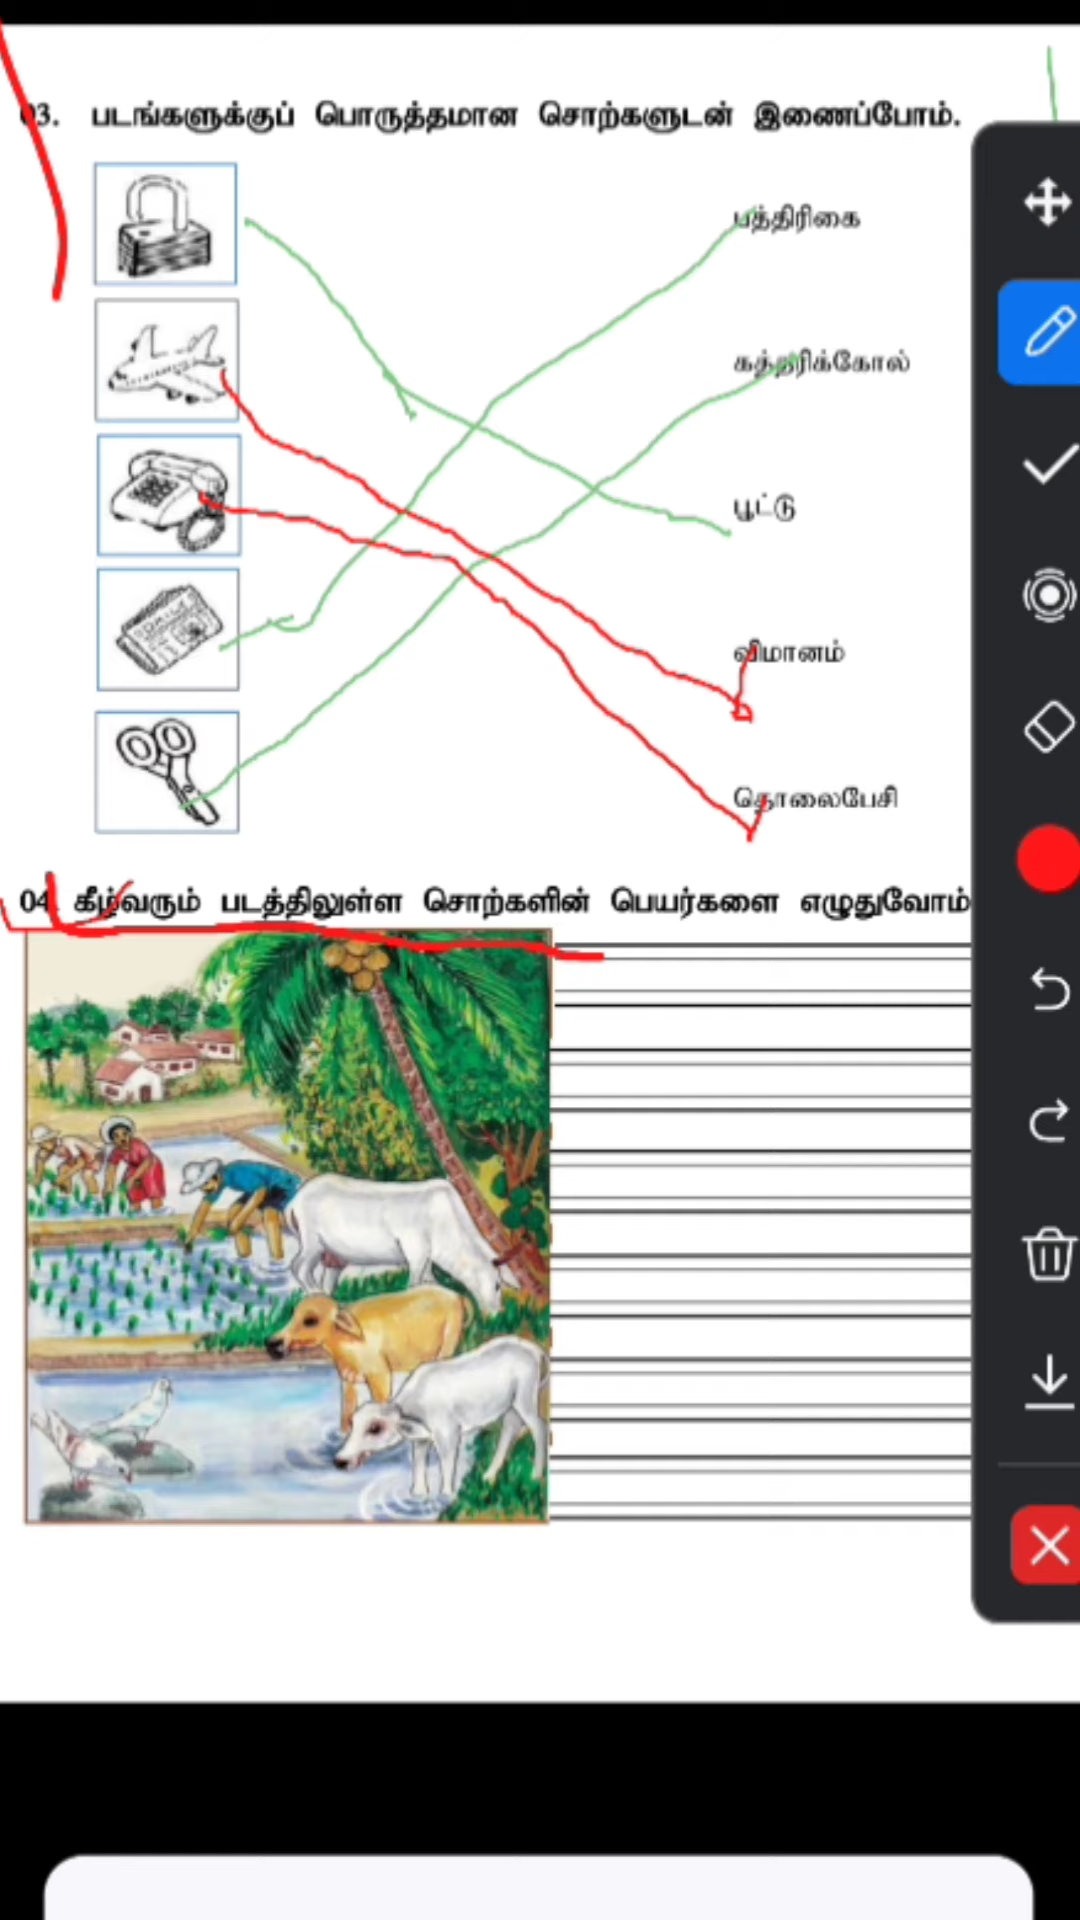 03. படங்களுக்குப் பொருத்தமான சொற்களுடன் இணைப்போம்.
பத்திரிகை
கத்தரிக்கோல்
பூட்டு
விமானம்
தொலைபேசி
04. கீழ்வரும் படத்திலுள்ள சொற்களின் பெயர்களை எழுதுவோம்